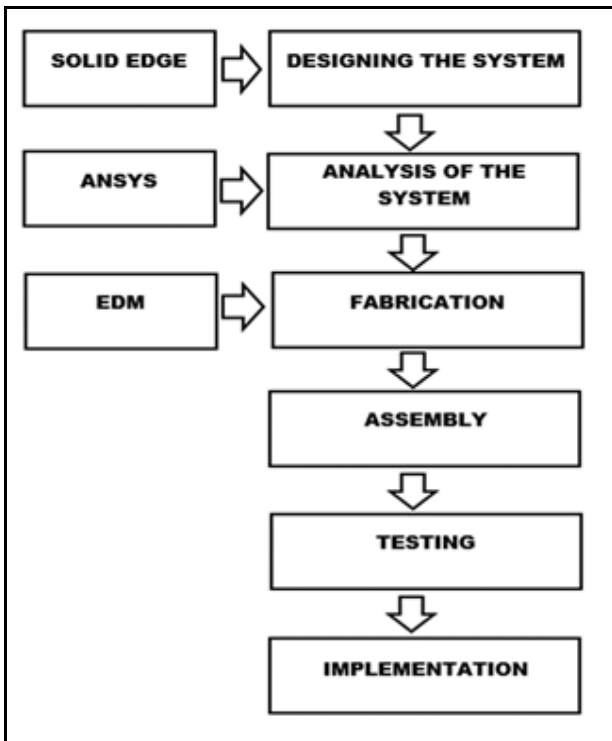 SOLID EDGE
DESIGNING THE SYSTEM
ANSYS
ANALYSIS OF THE
SYSTEM
EDM
FABRICATION
ASSEMBLY
TESTING
IMPLEMENTATION